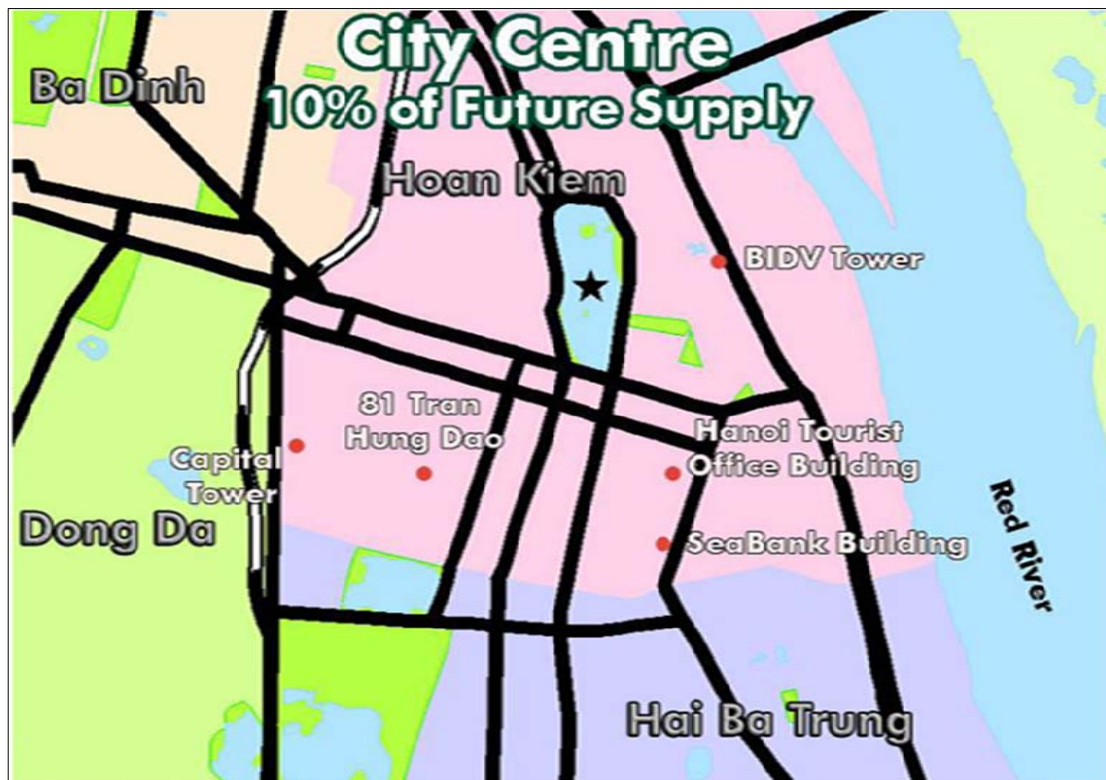 City Centre
10% of Future Supply
Ba Dinh
Hoan Kiem
BIDV Tower
81 Tran
Hung Dao
Capital
Tower
Hanoi Tourist
Office Building
SeaBank Building
Dong Da
Red River
Hai Ba Trung